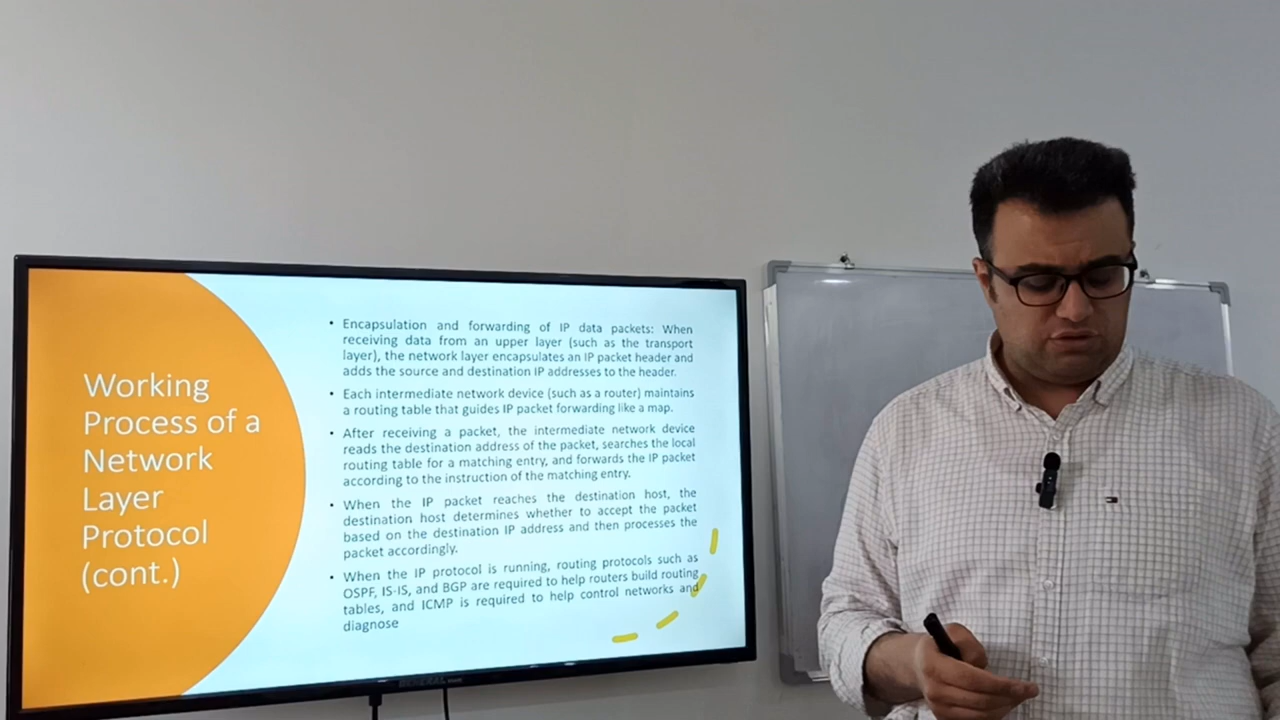 Working
Process of a
Network
Layer
Protocol
(cont.)
• Encapsulation and forwarding of IP data packets: When
receiving data from an upper layer (such as the transport
layer), the network layer encapsulates an IP packet header and
adds the source and destination IP addresses to the header.
• Each intermediate network device (such as a router) maintains
a routing table that guides IP packet forwarding like a map.
• After receiving a packet, the intermediate network device
reads the destination address of the packet, searches the local
routing table for a matching entry, and forwards the IP packet
according to the instruction of the matching entry.
• When the IP packet reaches the destination host, the
destination host determines whether to accept the packet
based on the destination IP address and then processes the
packet accordingly.
• When the IP protocol is running, routing protocols such as
OSPF, IS-IS, and BGP are required to help routers build routing
tables, and ICMP is required to help control networks and
diagnose
GENERAL